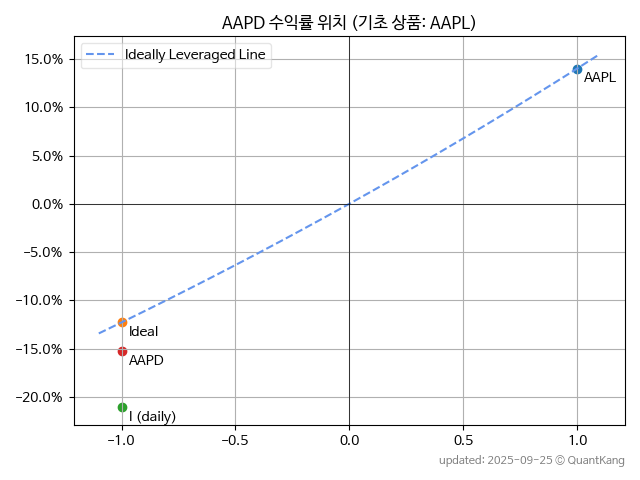 AAPD 수익률 위치 (기초 상품: AAPL)
Ideally Leveraged Line
15.0%
10.0%
5.0%
0.0%
−5.0%
−10.0%
−15.0%
−20.0%
AAPL
Ideal
AAPD
I (daily)
−1.0
−0.5
0.0
0.5
1.0
updated: 2025-09-25 © QuantKang